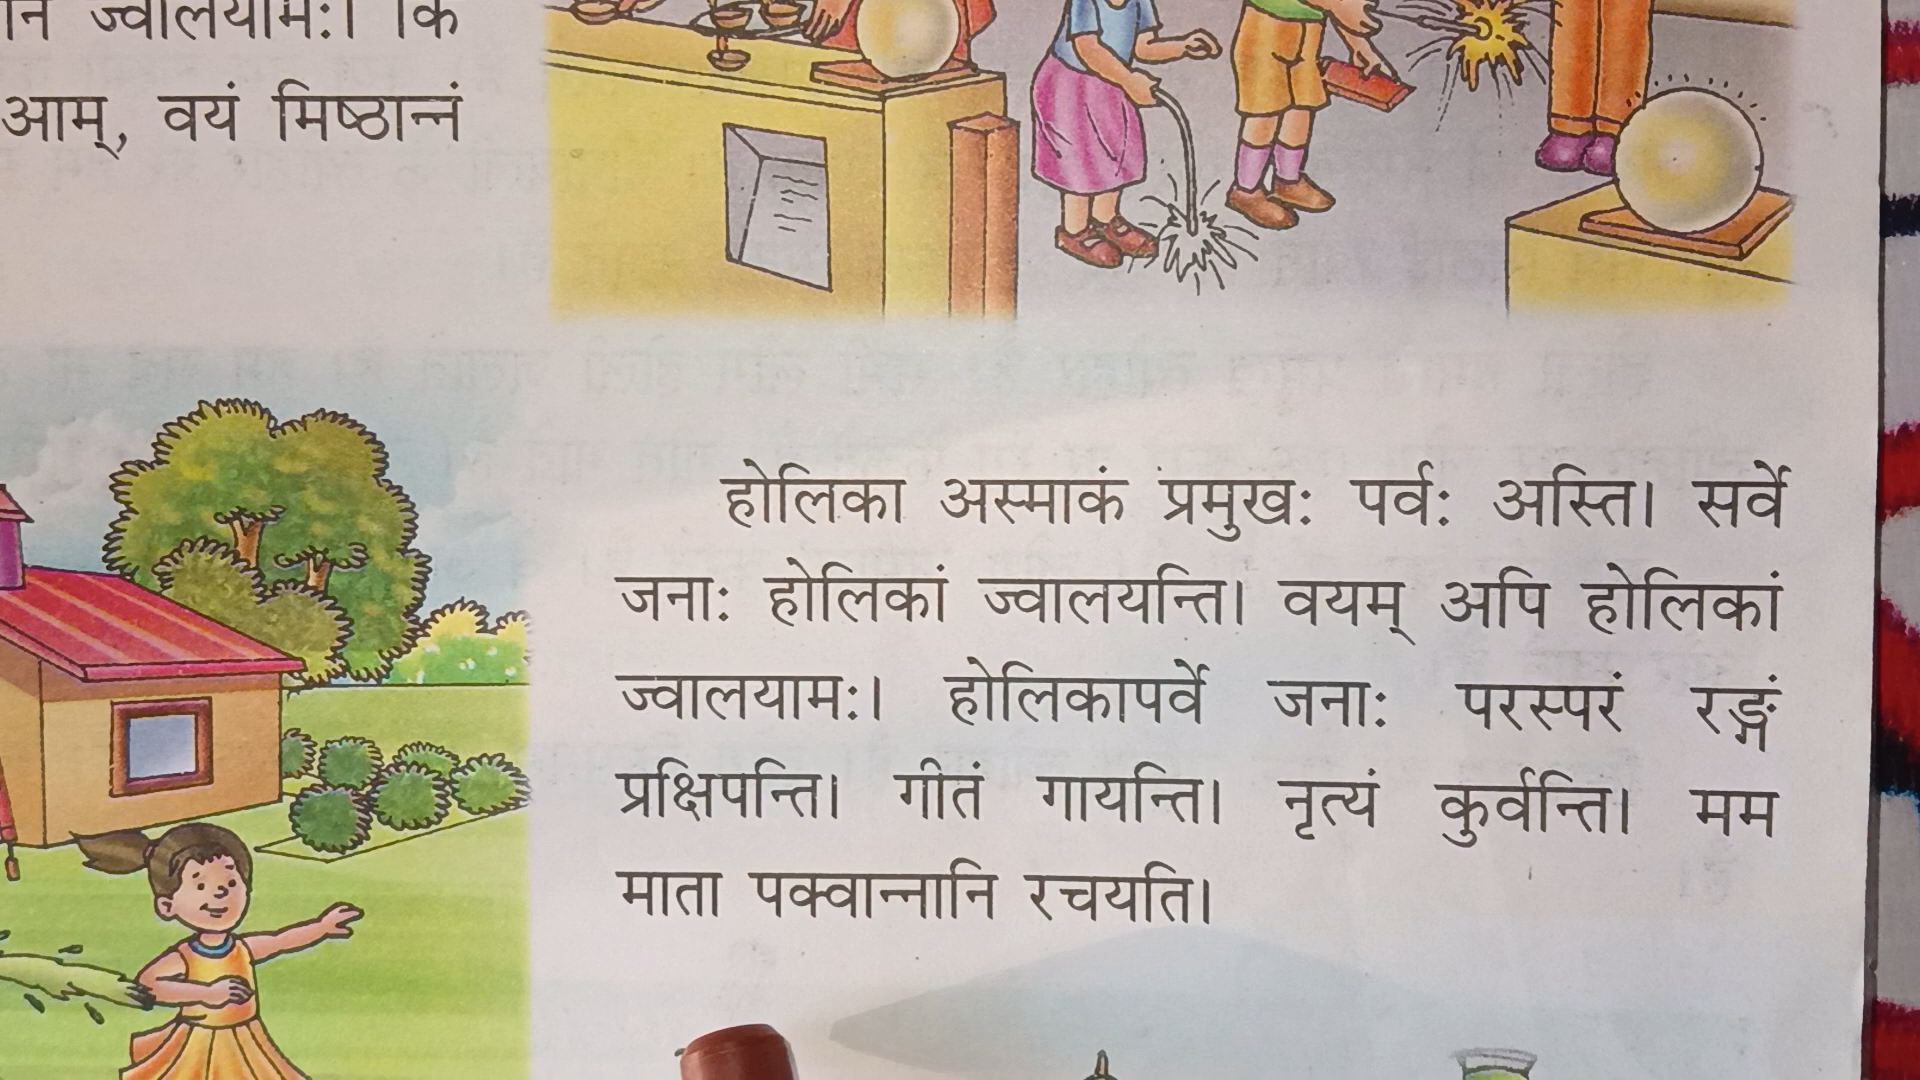 ज्वालयामः। कि
आम्, वयं मिष्ठान्नं
होलिका अस्माकं प्रमुखः पर्वः अस्ति। सर्वे
जनाः होलिकां ज्वालयन्ति। वयम् अपि होलिकां
ज्वालयामः। होलिकापर्वे जनाः परस्परं रङ्गं
प्रक्षिपन्ति। गीतं गायन्ति। नृत्यं कुर्वन्ति। मम
माता पक्वान्नानि रचयति।